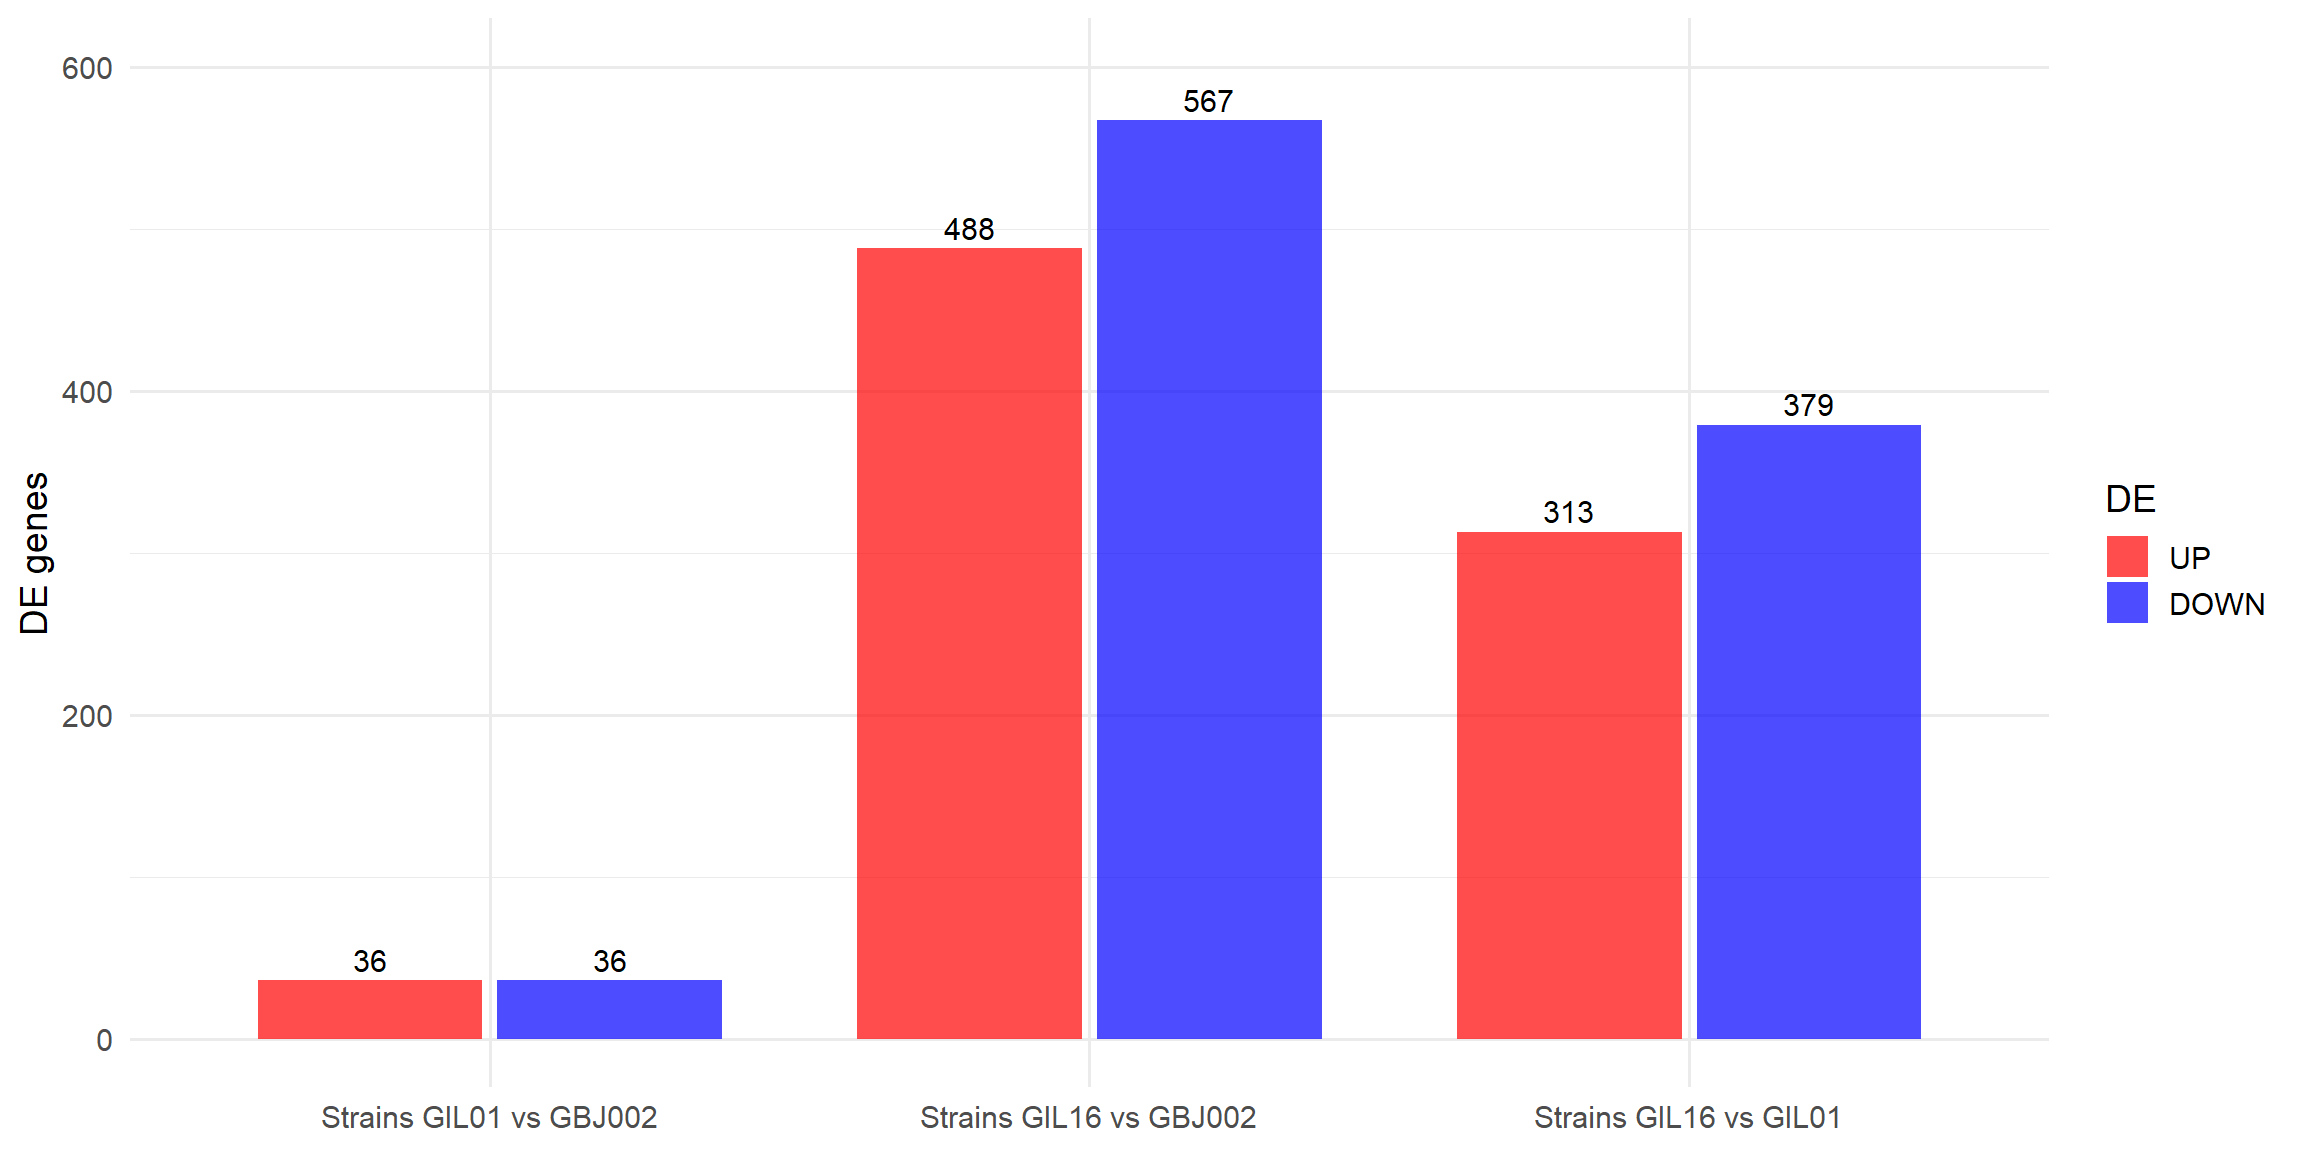 600
567
488
400
379
DE genes
DE
UP
DOWN
313
200
36
36
0
Strains GIL01 vs GBJ002
Strains GIL16 vs GBJ002
Strains GIL16 vs GIL01